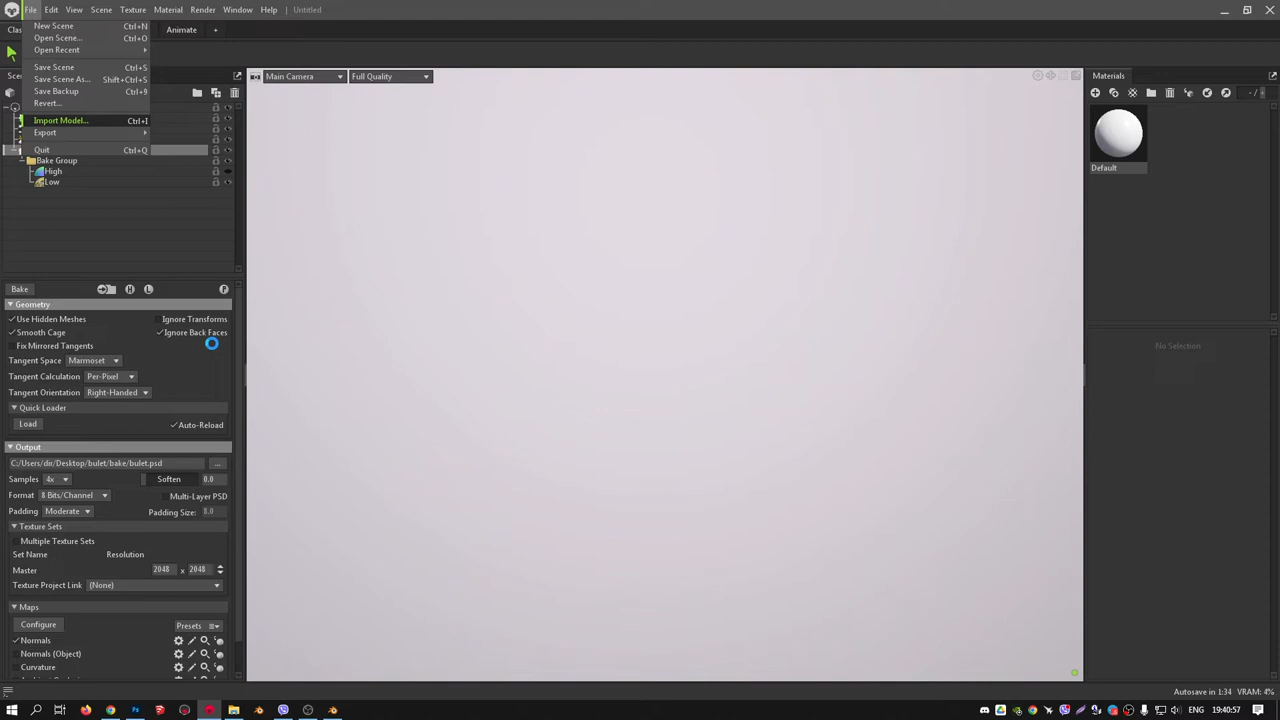 File Edit View Scene Texture Material Render Window Help Untitled
New Scene Ctrl+N
Open Scene... Ctrl+O
Open Recent
Save Scene Ctrl+S
Save Scene As... Shift+Ctrl+S
Save Backup Ctrl+9
Revert...
Import Model... Ctrl+I
Export
Quit Ctrl+Q
Animate +
Main Camera Full Quality
Materials
- /
Default
No Selection
Bake Group
High
Low
Bake H L P
Geometry
Use Hidden Meshes Ignore Transforms
Smooth Cage Ignore Back Faces
Fix Mirrored Tangents
Tangent Space Marmoset
Tangent Calculation Per-Pixel
Tangent Orientation Right-Handed
Quick Loader
Load Auto-Reload
Output
C:/Users/dir/Desktop/bulet/bake/bulet.psd ...
Samples 4x Soften 0.0
Format 8 Bits/Channel Multi-Layer PSD
Padding Moderate Padding Size: 8.0
Texture Sets
Multiple Texture Sets
Set Name Resolution
Master 2048 x 2048
Texture Project Link (None)
Maps
Configure Presets
Normals
Normals (Object)
Curvature
Autosave in 1:34 VRAM: 4%
19:40:57